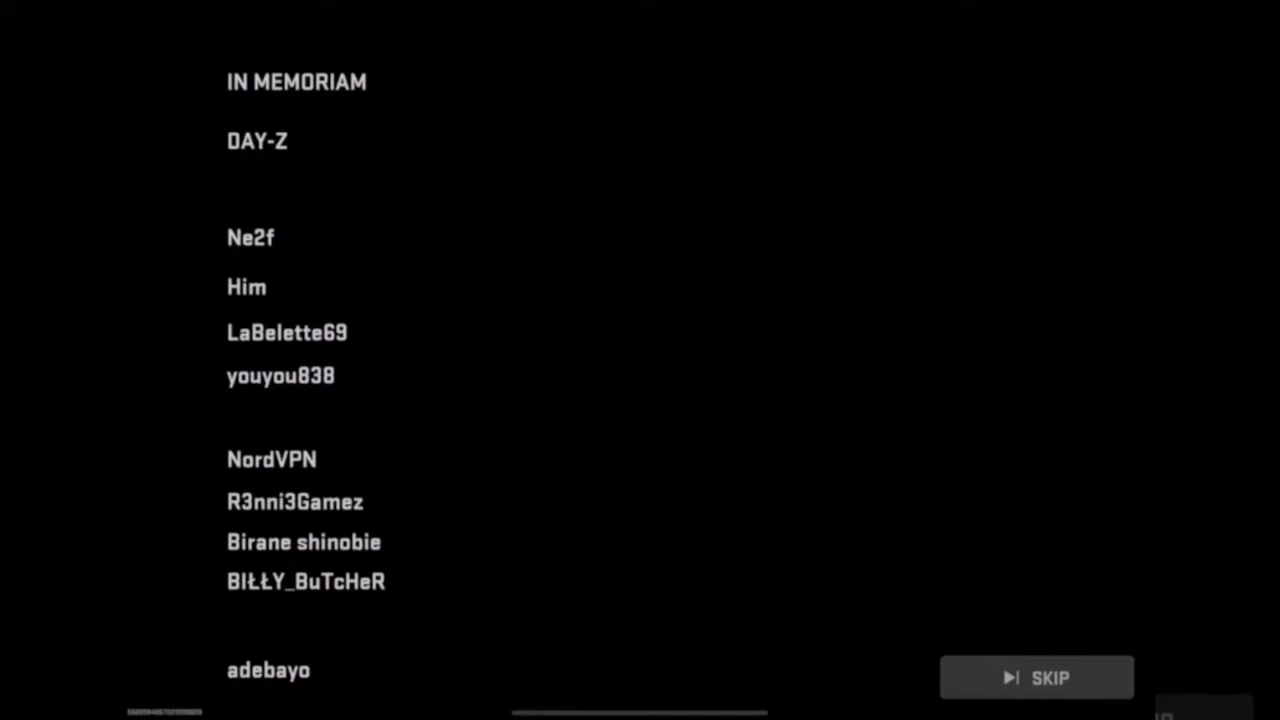 IN MEMORIAM
DAY-Z
Ne2f
Him
LaBelette69
youyou838
NordVPN
R3nni3Gamez
Birane shinobie
BIŁŁY_BuTcHeR
adebayo
SKIP